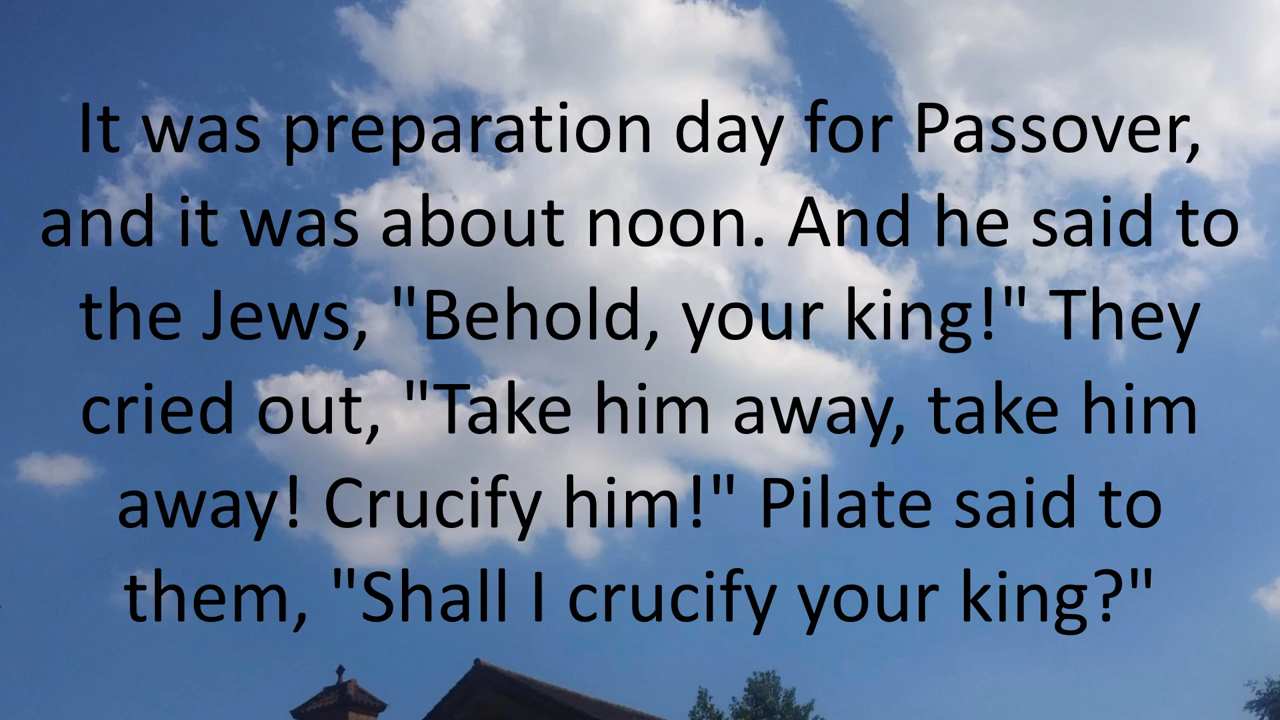 It was preparation day for Passover,
and it was about noon. And he said to
the Jews, "Behold, your king!" They
cried out, "Take him away, take him
away! Crucify him!" Pilate said to
them, "Shall I crucify your king?"